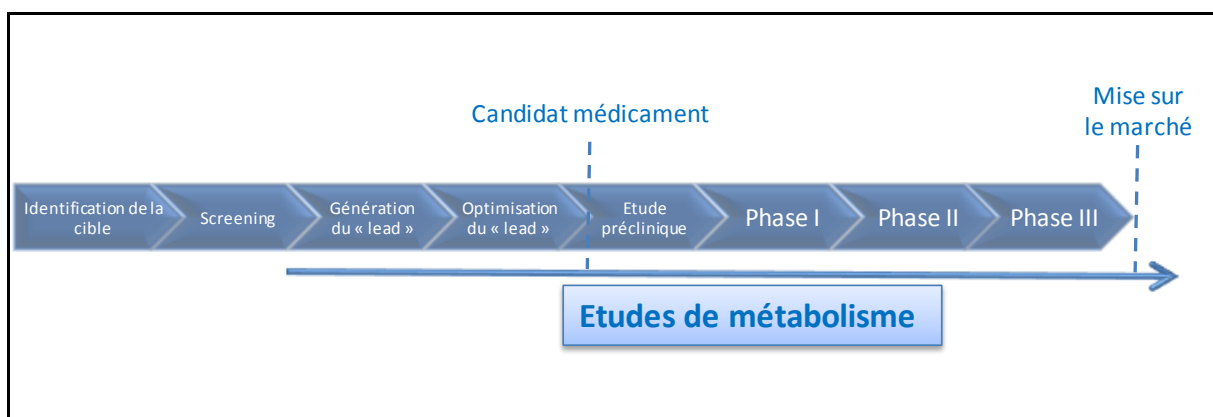 Candidat médicament
Mise sur
le marché
Identification de la
cible
Screening
Génération
du « lead »
Optimisation
du « lead »
Etude
préclinique
Phase I
Phase II
Phase III
Etudes de métabolisme